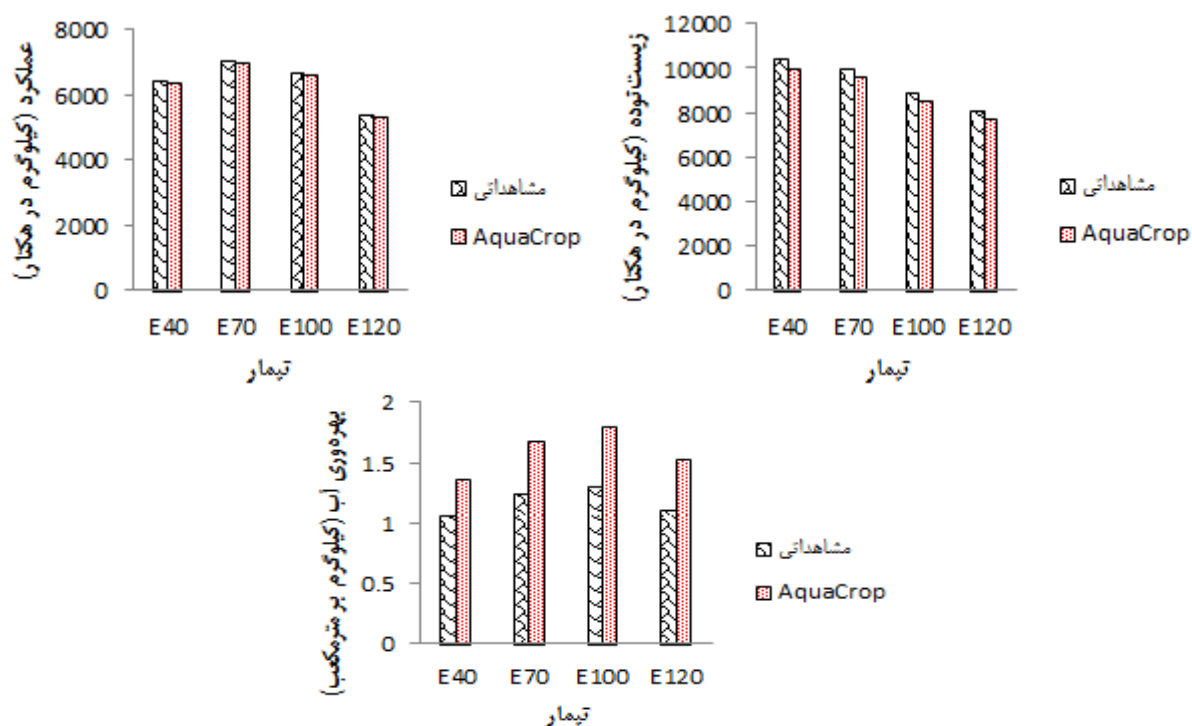 عملکرد (کیلوگرم در هکتار)
8000
6000
4000
2000
0
E40 E70 E100 E120
تیمار
مشاهداتی
AquaCrop
زیست‌توده (کیلوگرم در هکتار)
12000
10000
8000
6000
4000
2000
0
E40 E70 E100 E120
تیمار
مشاهداتی
AquaCrop
بهره‌وری آب (کیلوگرم بر مترمکعب)
2
1.5
1
0.5
0
E40 E70 E100 E120
تیمار
مشاهداتی
AquaCrop